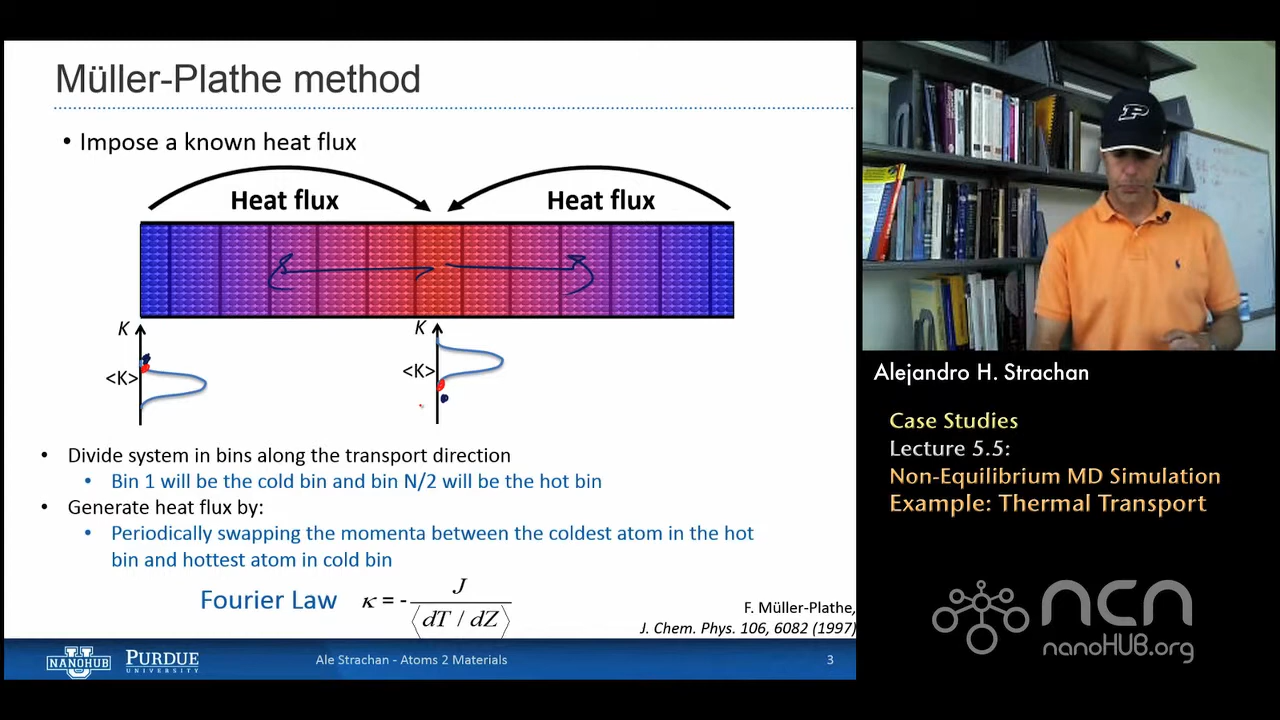 Müller-Plathe method
• Impose a known heat flux
Heat flux
Heat flux
K
<K>
K
<K>
• Divide system in bins along the transport direction
• Bin 1 will be the cold bin and bin N/2 will be the hot bin
• Generate heat flux by:
• Periodically swapping the momenta between the coldest atom in the hot
bin and hottest atom in cold bin
Fourier Law κ = - J / ⟨dT / dZ⟩
F. Müller-Plathe,
J. Chem. Phys. 106, 6082 (1997)
NANOHUB
U
PURDUE
UNIVERSITY
Ale Strachan - Atoms 2 Materials
3
P
Alejandro H. Strachan
Case Studies
Lecture 5.5:
Non-Equilibrium MD Simulation
Example: Thermal Transport
ncn
nanoHUB.org